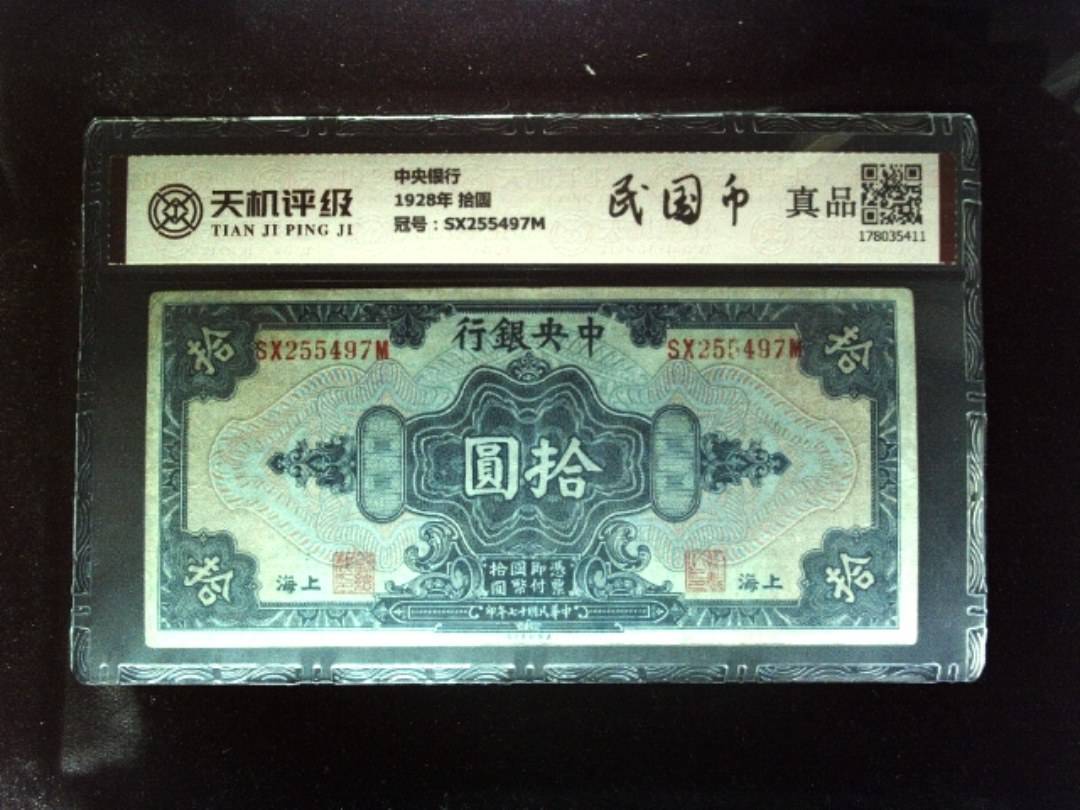 天机评级
TIAN JI PING JI
中央银行
1928年 拾圆
冠号：SX255497M
民国币
真品
178035411
行銀央中
拾
拾
SX255497M
SX255497M
圓拾
拾
拾
海上
海上
憑票
即付
國幣
拾圓
印年七十國民華中